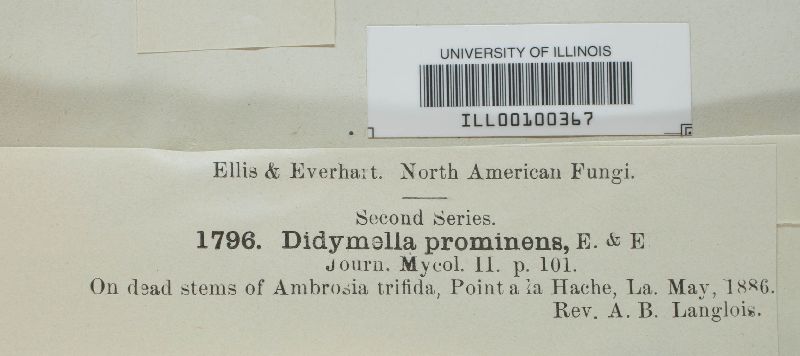 UNIVERSITY OF ILLINOIS
ILL00100367
Ellis & Everhart. North American Fungi.
Second Series.
1796. Didymella prominens, E. & E
Journ. Mycol. II. p. 101.
On dead stems of Ambrosia trifida, Point a la Hache, La. May, 1886.
Rev. A. B. Langlois.